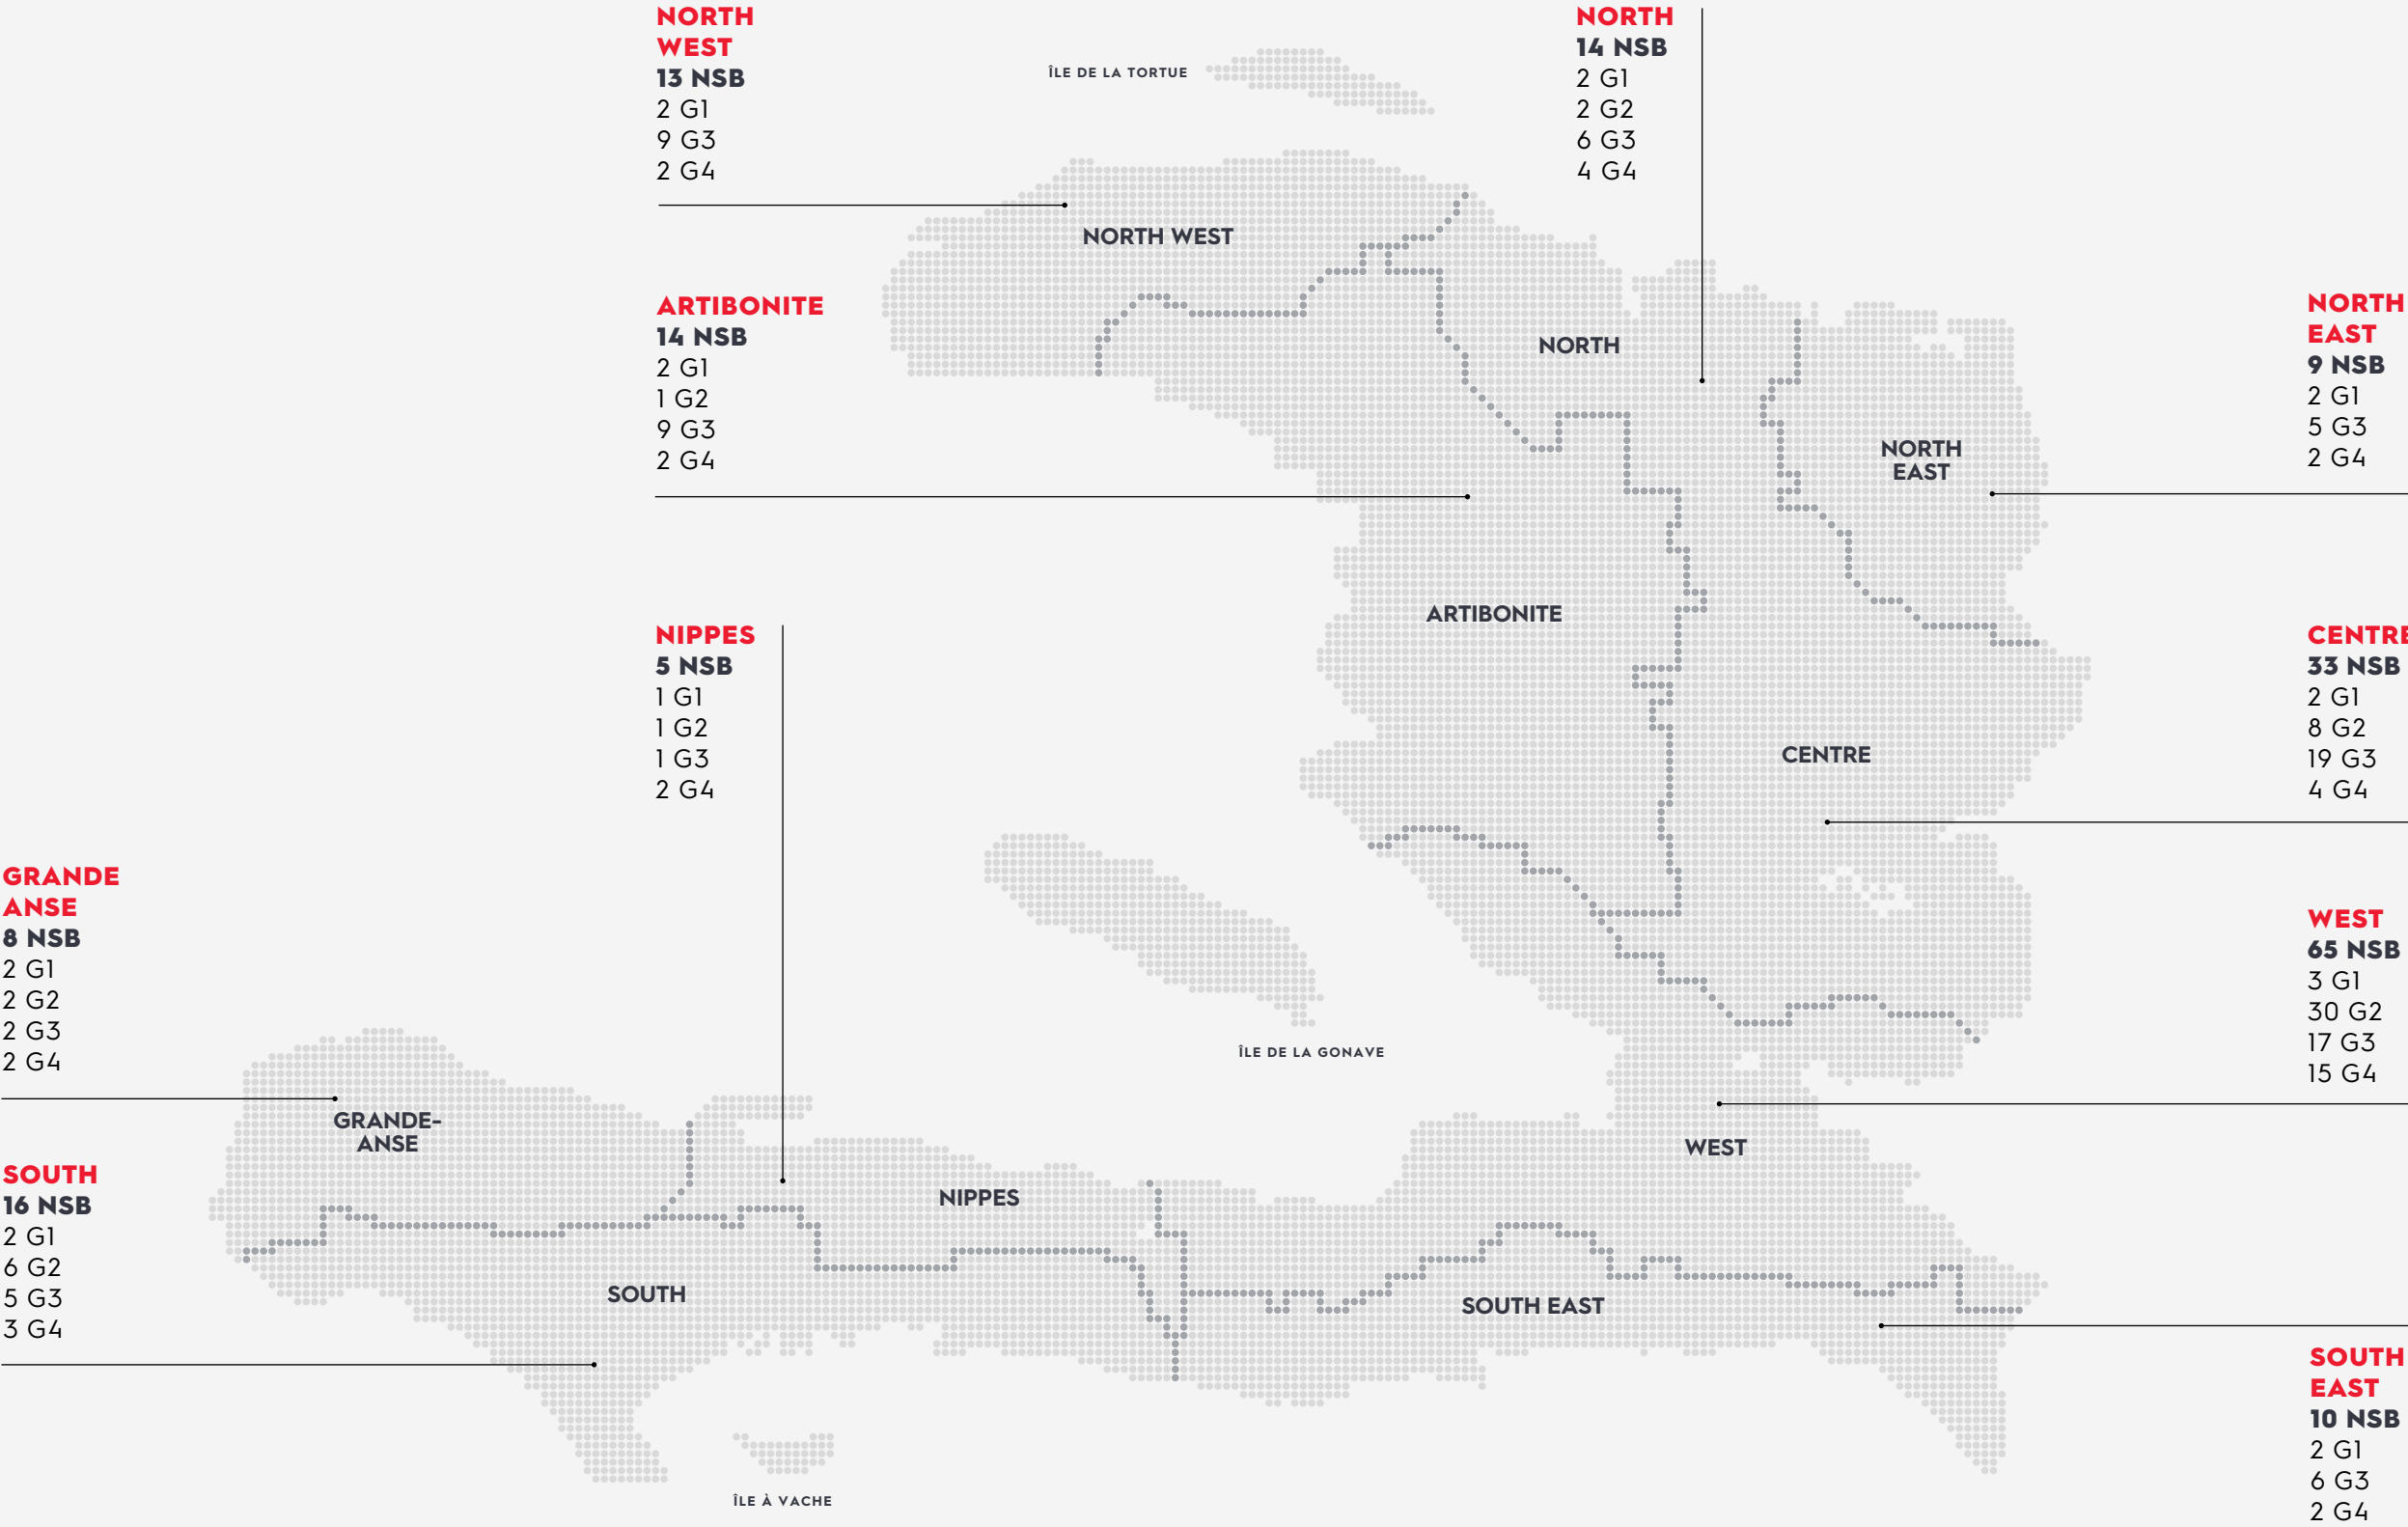 NORTH
WEST
13 NSB
2 G1
9 G3
2 G4
NORTH
14 NSB
2 G1
2 G2
6 G3
4 G4
ÎLE DE LA TORTUE
NORTH WEST
ARTIBONITE
14 NSB
2 G1
1 G2
9 G3
2 G4
NORTH
NORTH
EAST
NORTH
EAST
9 NSB
2 G1
5 G3
2 G4
ARTIBONITE
NIPPES
5 NSB
1 G1
1 G2
1 G3
2 G4
CENTRE
CENTRE
33 NSB
2 G1
8 G2
19 G3
4 G4
GRANDE
ANSE
8 NSB
2 G1
2 G2
2 G3
2 G4
WEST
65 NSB
3 G1
30 G2
17 G3
15 G4
ÎLE DE LA GONAVE
GRANDE-
ANSE
WEST
SOUTH
16 NSB
2 G1
6 G2
5 G3
3 G4
NIPPES
SOUTH
SOUTH EAST
SOUTH
EAST
10 NSB
2 G1
6 G3
2 G4
ÎLE À VACHE